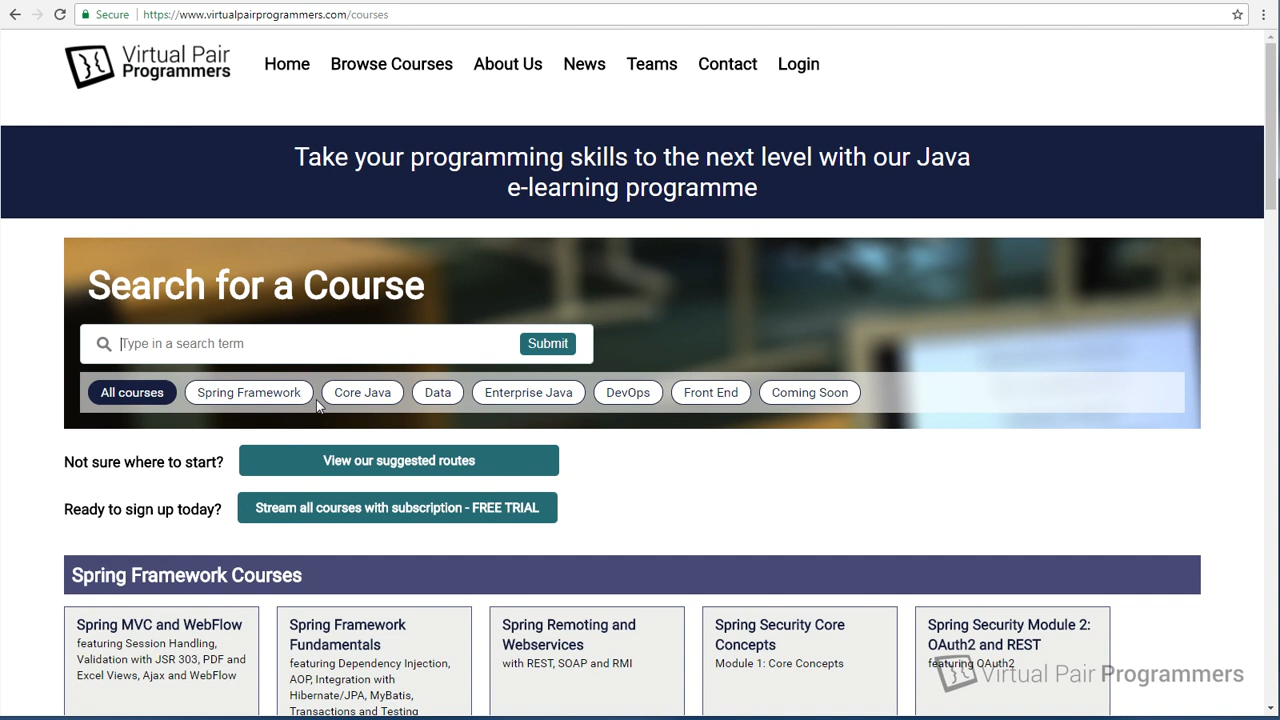 Secure
https://www.virtualpairprogrammers.com/courses
Virtual Pair
Programmers
Home Browse Courses About Us News Teams Contact Login
Take your programming skills to the next level with our Java
e-learning programme
Search for a Course
Type in a search term Submit
All courses Spring Framework Core Java Data Enterprise Java DevOps Front End Coming Soon
Not sure where to start? View our suggested routes
Ready to sign up today? Stream all courses with subscription - FREE TRIAL
Spring Framework Courses
Spring MVC and WebFlow
featuring Session Handling,
Validation with JSR 303, PDF and
Excel Views, Ajax and WebFlow
Spring Framework
Fundamentals
featuring Dependency Injection,
AOP, Integration with
Hibernate/JPA, MyBatis,
Transactions and Testing
Spring Remoting and
Webservices
with REST, SOAP and RMI
Spring Security Core
Concepts
Module 1: Core Concepts
Spring Security Module 2:
OAuth2 and REST
featuring OAuth2
Virtual Pair Programmers